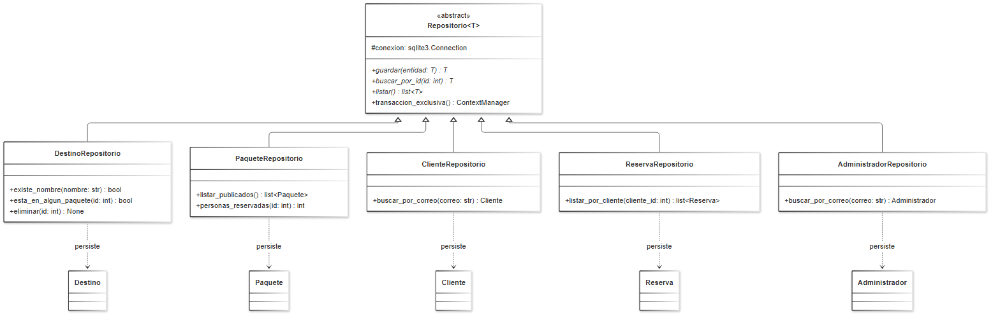 «abstract»
Repositorio<T>
#conexion: sqlite3.Connection
+guardar(entidad: T) : T
+buscar_por_id(id: int) : T
+listar() : list<T>
+transaccion_exclusiva() : ContextManager
DestinoRepositorio
+existe_nombre(nombre: str) : bool
+esta_en_algun_paquete(id: int) : bool
+eliminar(id: int) : None
PaqueteRepositorio
+listar_publicados() : list<Paquete>
+personas_reservadas(id: int) : int
ClienteRepositorio
+buscar_por_correo(correo: str) : Cliente
ReservaRepositorio
+listar_por_cliente(cliente_id: int) : list<Reserva>
AdministradorRepositorio
+buscar_por_correo(correo: str) : Administrador
persiste
persiste
persiste
persiste
persiste
Destino
Paquete
Cliente
Reserva
Administrador